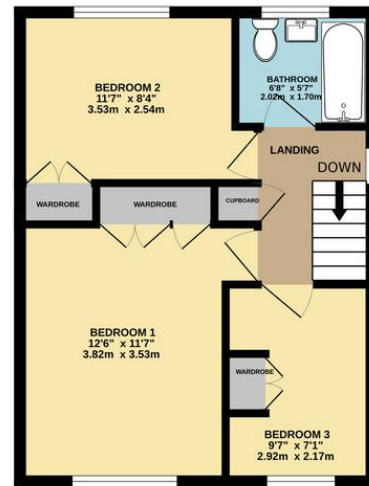 BEDROOM 2
11'7" x 8'4"
3.53m x 2.54m
BATHROOM
6'8" x 5'7"
2.02m x 1.70m
LANDING
DOWN
WARDROBE
WARDROBE
CUPBOARD
BEDROOM 1
12'6" x 11'7"
3.82m x 3.53m
WARDROBE
BEDROOM 3
9'7" x 7'1"
2.92m x 2.17m